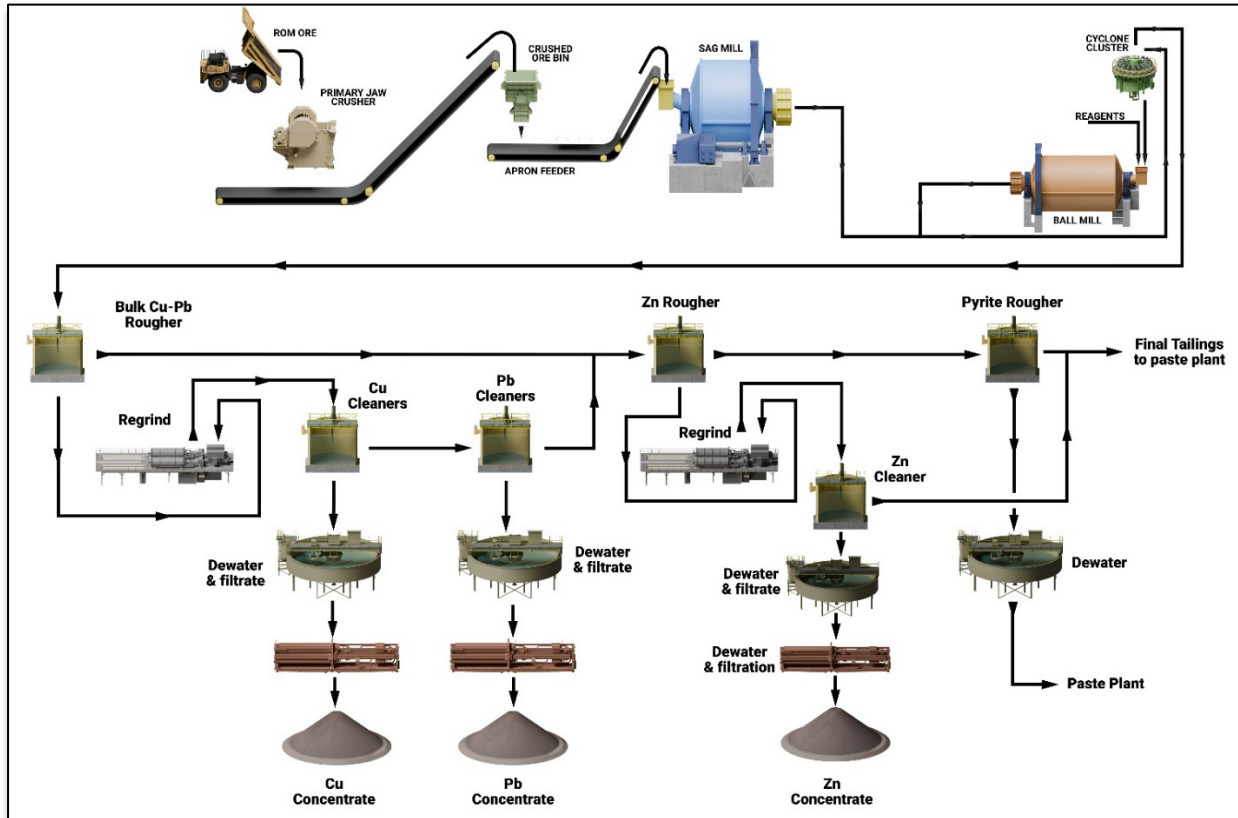 ROM ORE
PRIMARY JAW
CRUSHER
CRUSHED
ORE BIN
APRON FEEDER
SAG MILL
CYCLONE
CLUSTER
REAGENTS
BALL MILL
Bulk Cu-Pb
Rougher
Zn Rougher
Pyrite Rougher
Final Tailings
to paste plant
Regrind
Cu
Cleaners
Pb
Cleaners
Regrind
Zn
Cleaner
Dewater
& filtrate
Dewater
& filtrate
Dewater
& filtrate
Dewater
Dewater
& filtration
Paste Plant
Cu
Concentrate
Pb
Concentrate
Zn
Concentrate